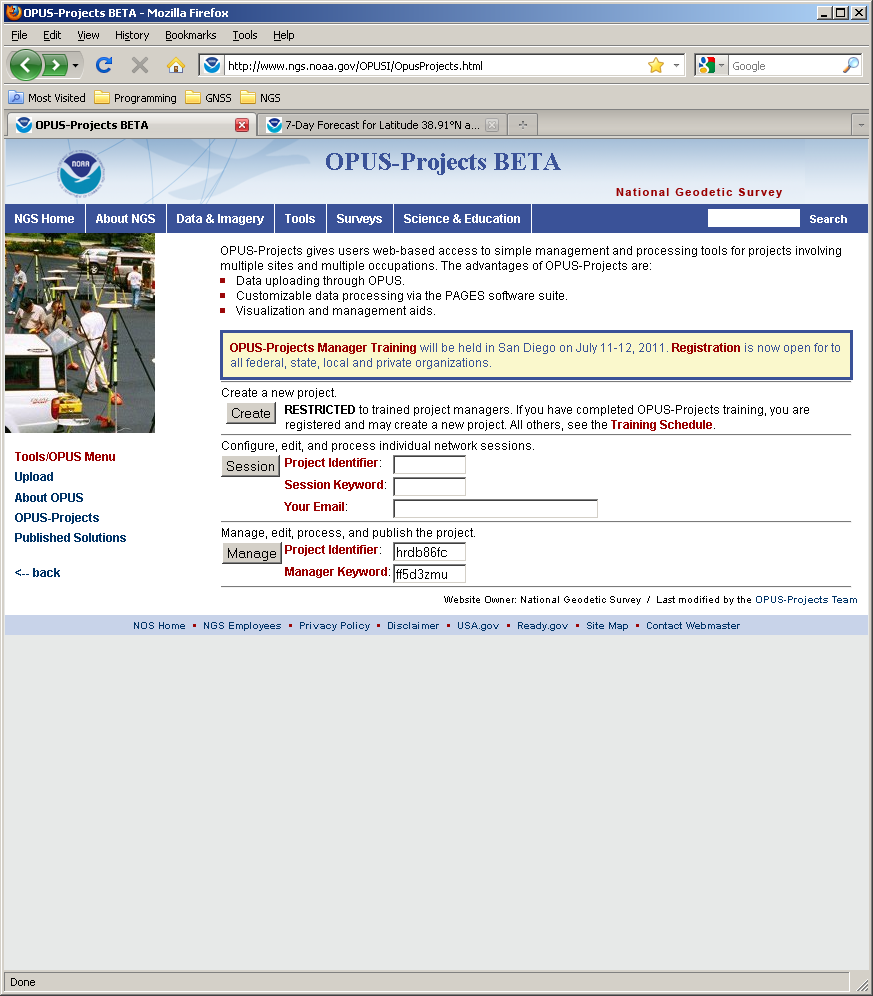 OPUS-Projects BETA - Mozilla Firefox
File Edit View History Bookmarks Tools Help
http://www.ngs.noaa.gov/OPUSI/OpusProjects.html
Google
Most Visited Programming GNSS NGS
OPUS-Projects BETA
7-Day Forecast for Latitude 38.91°N a...
NOAA
OPUS-Projects BETA
National Geodetic Survey
NGS Home About NGS Data & Imagery Tools Surveys Science & Education Search
OPUS-Projects gives users web-based access to simple management and processing tools for projects involving
multiple sites and multiple occupations. The advantages of OPUS-Projects are:
Data uploading through OPUS.
Customizable data processing via the PAGES software suite.
Visualization and management aids.
OPUS-Projects Manager Training will be held in San Diego on July 11-12, 2011. Registration is now open for to
all federal, state, local and private organizations.
Create a new project.
Create
RESTRICTED to trained project managers. If you have completed OPUS-Projects training, you are
registered and may create a new project. All others, see the Training Schedule.
Configure, edit, and process individual network sessions.
Session
Project Identifier:
Session Keyword:
Your Email:
Manage, edit, process, and publish the project.
Manage
Project Identifier: hrdb86fc
Manager Keyword: ff5d3zmu
Tools/OPUS Menu
Upload
About OPUS
OPUS-Projects
Published Solutions
<-- back
Website Owner: National Geodetic Survey / Last modified by the OPUS-Projects Team
NOS Home ▪ NGS Employees ▪ Privacy Policy ▪ Disclaimer ▪ USA.gov ▪ Ready.gov ▪ Site Map ▪ Contact Webmaster
Done